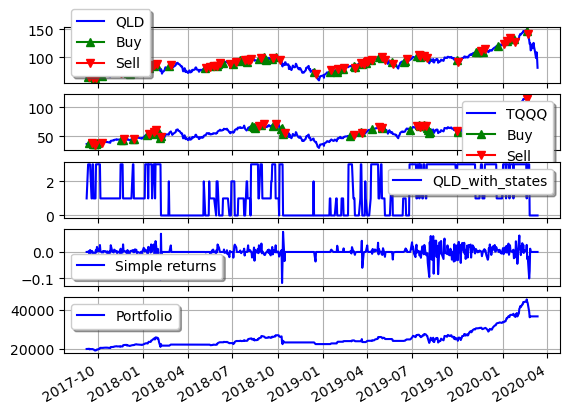 150
100
QLD
Buy
Sell
100
50
TQQQ
Buy
Sell
2
0
QLD_with_states
0.0
−0.1
Simple returns
40000
20000
Portfolio
2017-10
2018-01
2018-04
2018-07
2018-10
2019-01
2019-04
2019-07
2019-10
2020-01
2020-04